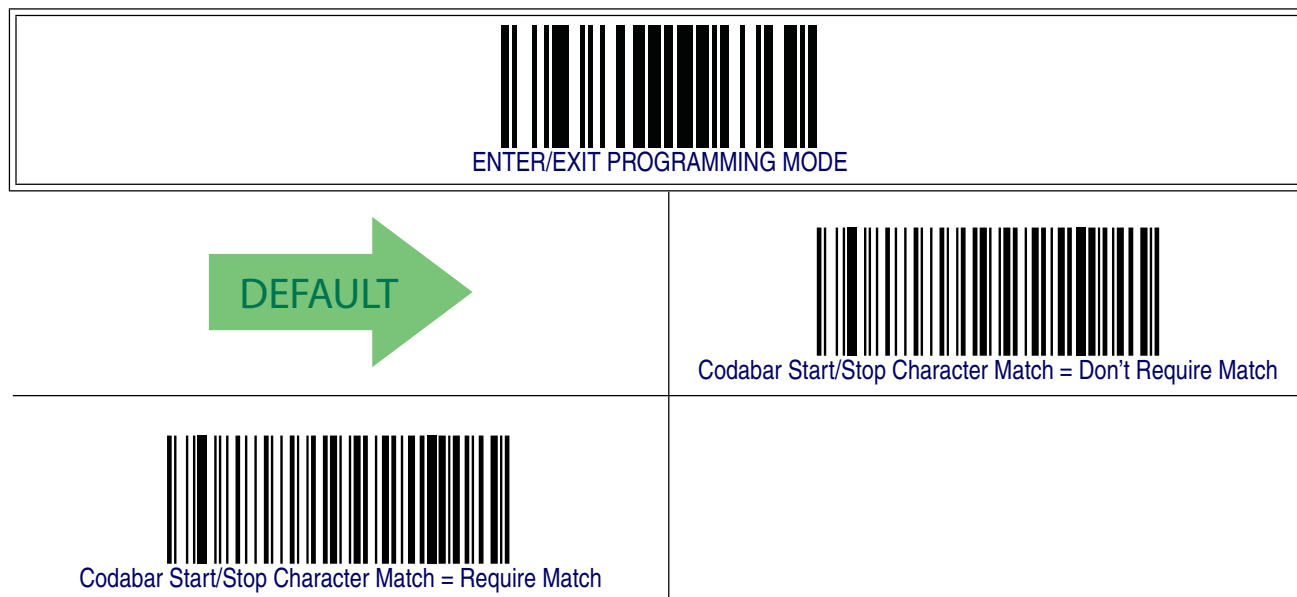 ENTER/EXIT PROGRAMMING MODE
DEFAULT
Codabar Start/Stop Character Match = Don't Require Match
Codabar Start/Stop Character Match = Require Match